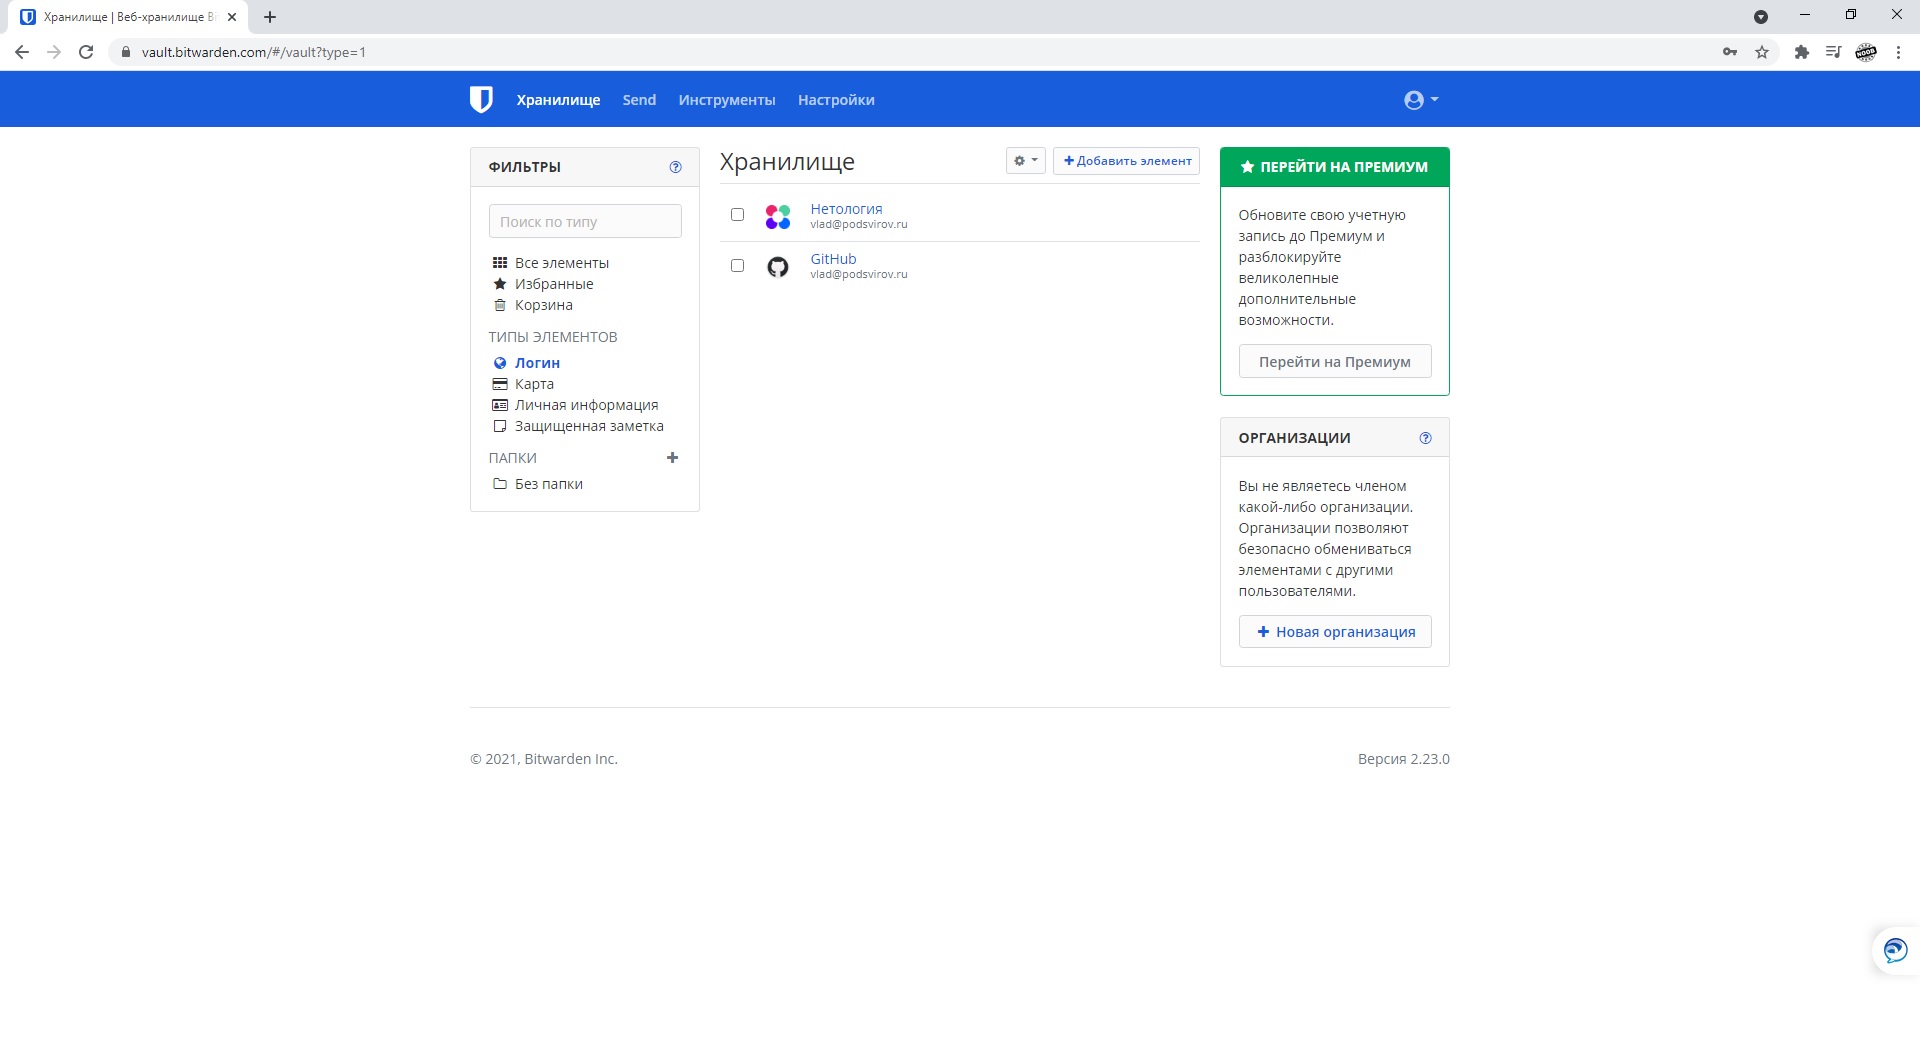 Хранилище | Веб-хранилище Bi
vault.bitwarden.com/#/vault?type=1
NOOB
Хранилище
Send
Инструменты
Настройки
ФИЛЬТРЫ
Поиск по типу
Все элементы
Избранные
Корзина
ТИПЫ ЭЛЕМЕНТОВ
Логин
Карта
Личная информация
Защищенная заметка
ПАПКИ
Без папки
Хранилище
Добавить элемент
Нетология
vlad@podsvirov.ru
GitHub
vlad@podsvirov.ru
ПЕРЕЙТИ НА ПРЕМИУМ
Обновите свою учетную
запись до Премиум и
разблокируйте
великолепные
дополнительные
возможности.
Перейти на Премиум
ОРГАНИЗАЦИИ
Вы не являетесь членом
какой-либо организации.
Организации позволяют
безопасно обмениваться
элементами с другими
пользователями.
Новая организация
© 2021, Bitwarden Inc.
Версия 2.23.0